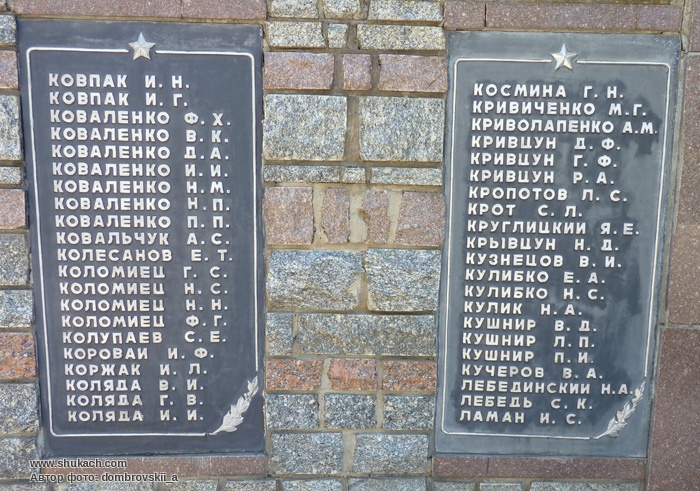 КОВПАК И. Н.
КОВПАК И. Г.
КОВАЛЕНКО Ф. Х.
КОВАЛЕНКО В. К.
КОВАЛЕНКО Д. А.
КОВАЛЕНКО И. И.
КОВАЛЕНКО Н. М.
КОВАЛЕНКО Н. П.
КОВАЛЕНКО П. П.
КОВАЛЬЧУК А. С.
КОЛЕСАНОВ Е. Т.
КОЛОМИЕЦ Г. С.
КОЛОМИЕЦ Н. С.
КОЛОМИЕЦ Н. Н.
КОЛОМИЕЦ Ф. Г.
КОЛУПАЕВ С. Е.
КОРОВАИ И. Ф.
КОРЖАК И. Л.
КОЛЯДА В. И.
КОЛЯДА Г. В.
КОЛЯДА И. И.
КОСМИНА Г. Н.
КРИВИЧЕНКО М. Г.
КРИВОЛАПЕНКО А. М.
КРИВЦУН Д. Ф.
КРИВЦУН Г. Ф.
КРИВЦУН Р. А.
КРОПОТОВ Л. С.
КРОТ С. Л.
КРУГЛИЦКИЙ Я. Е.
КРЫВЦУН Н. Д.
КУЗНЕЦОВ В. И.
КУЛИБКО Е. А.
КУЛИБКО Н. С.
КУЛИК Н. А.
КУШНИР В. Д.
КУШНИР Л. П.
КУШНИР П. И.
КУЧЕРОВ В. А.
ЛЕБЕДИНСКИЙ Н. А.
ЛЕБЕДЬ С. К.
ЛАМАН И. С.
www.shukach.com
Автор фото: dombrovskii_a